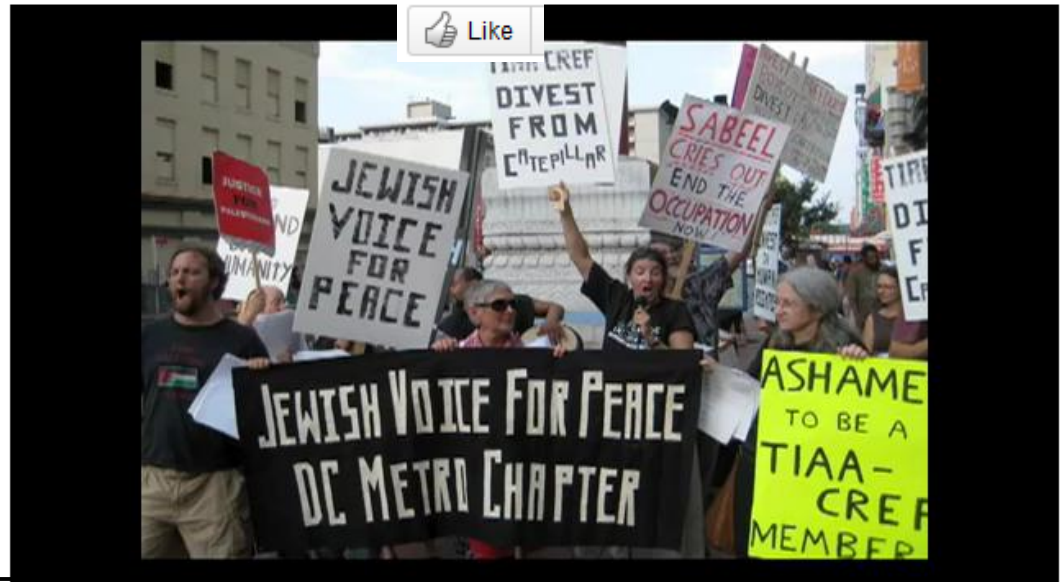 Like
TIAA CREF
DIVEST
FROM
CATEPILLAR
SABEEL
CRIES OUT
END THE
OCCUPATION
NOW!
DIVEST
JUSTICE
FOR
JEWISH
VOICE
FOR
PEACE
JEWISH VOICE FOR PEACE
DC METRO CHAPTER
ASHAME
TO BE A
TIAA-
CREF
MEMBER